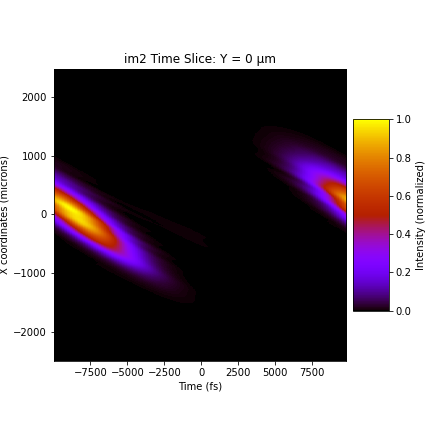 im2 Time Slice: Y = 0 μm
2000
1000
0
−1000
−2000
X coordinates (microns)
−7500 −5000 −2500 0 2500 5000 7500
Time (fs)
1.0
0.8
0.6
0.4
0.2
0.0
Intensity (normalized)